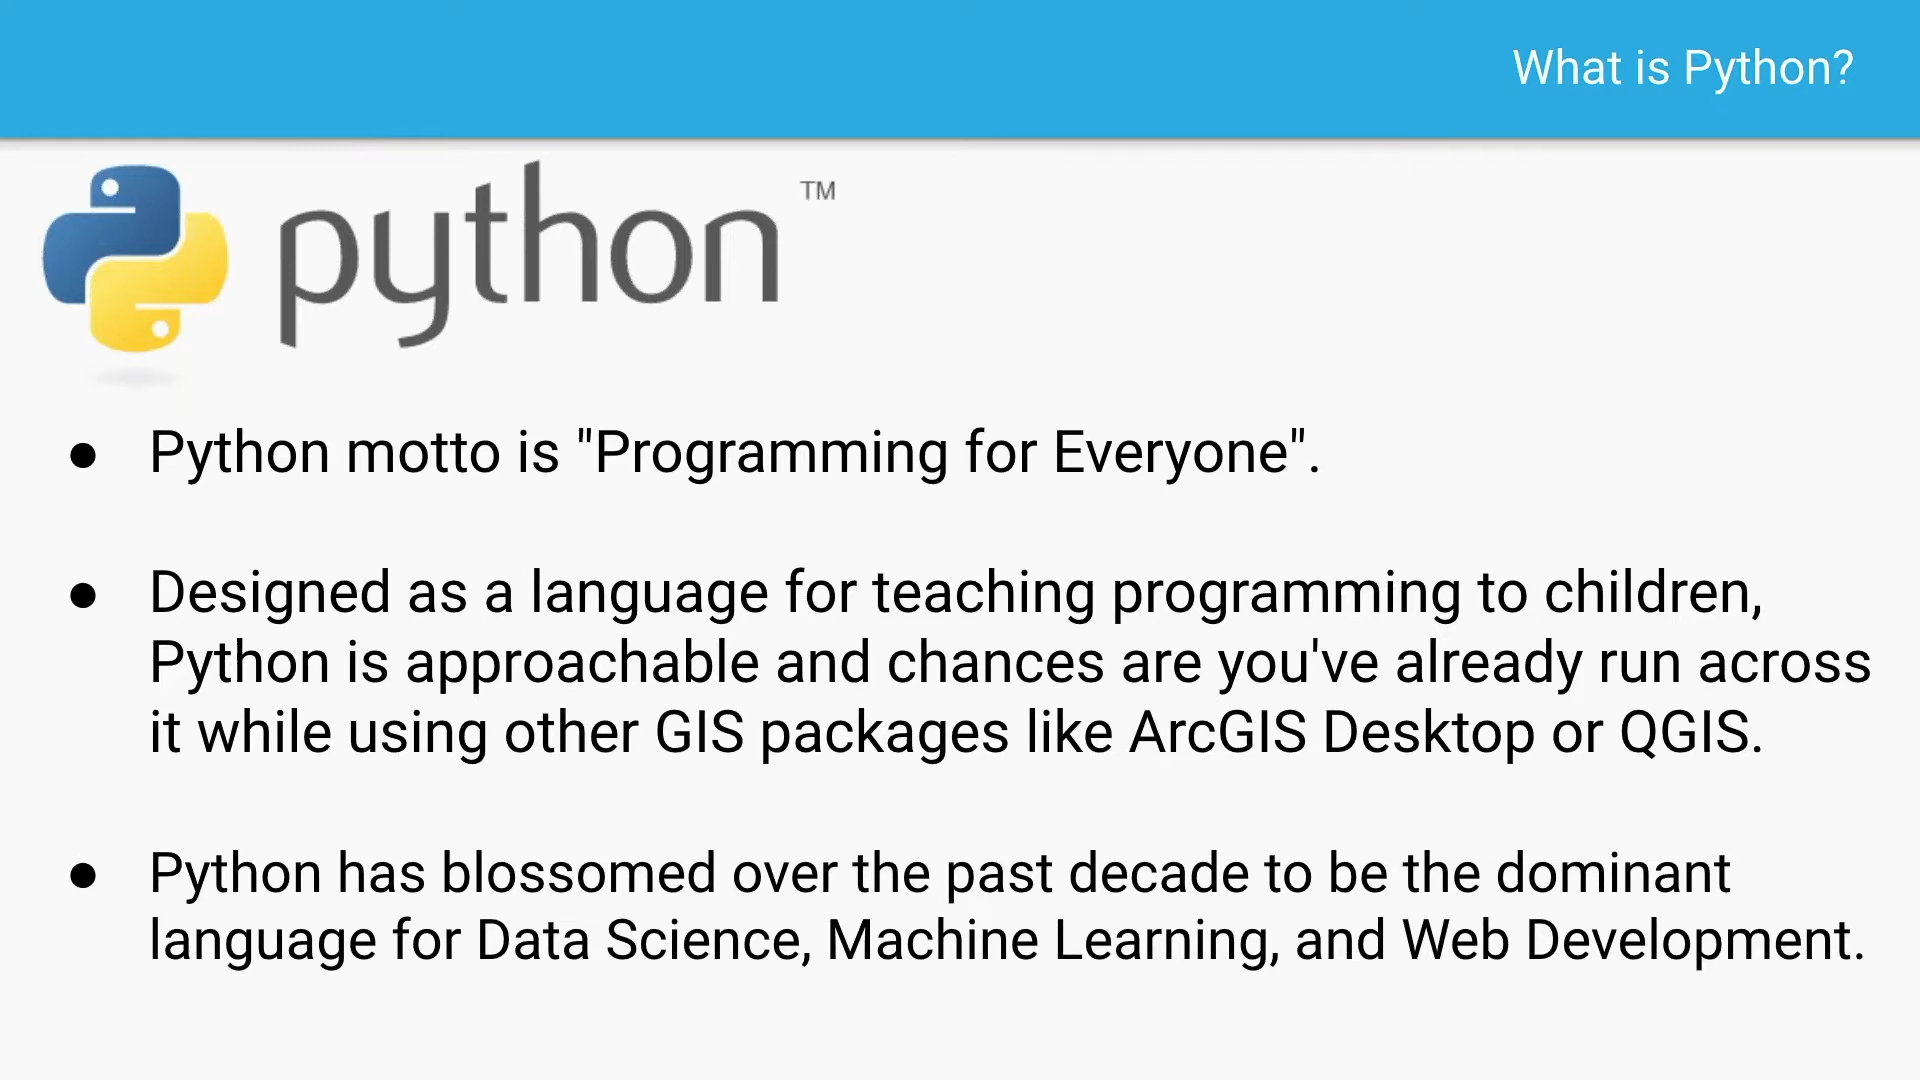 What is Python?
python TM
● Python motto is "Programming for Everyone".
● Designed as a language for teaching programming to children,
Python is approachable and chances are you've already run across
it while using other GIS packages like ArcGIS Desktop or QGIS.
● Python has blossomed over the past decade to be the dominant
language for Data Science, Machine Learning, and Web Development.